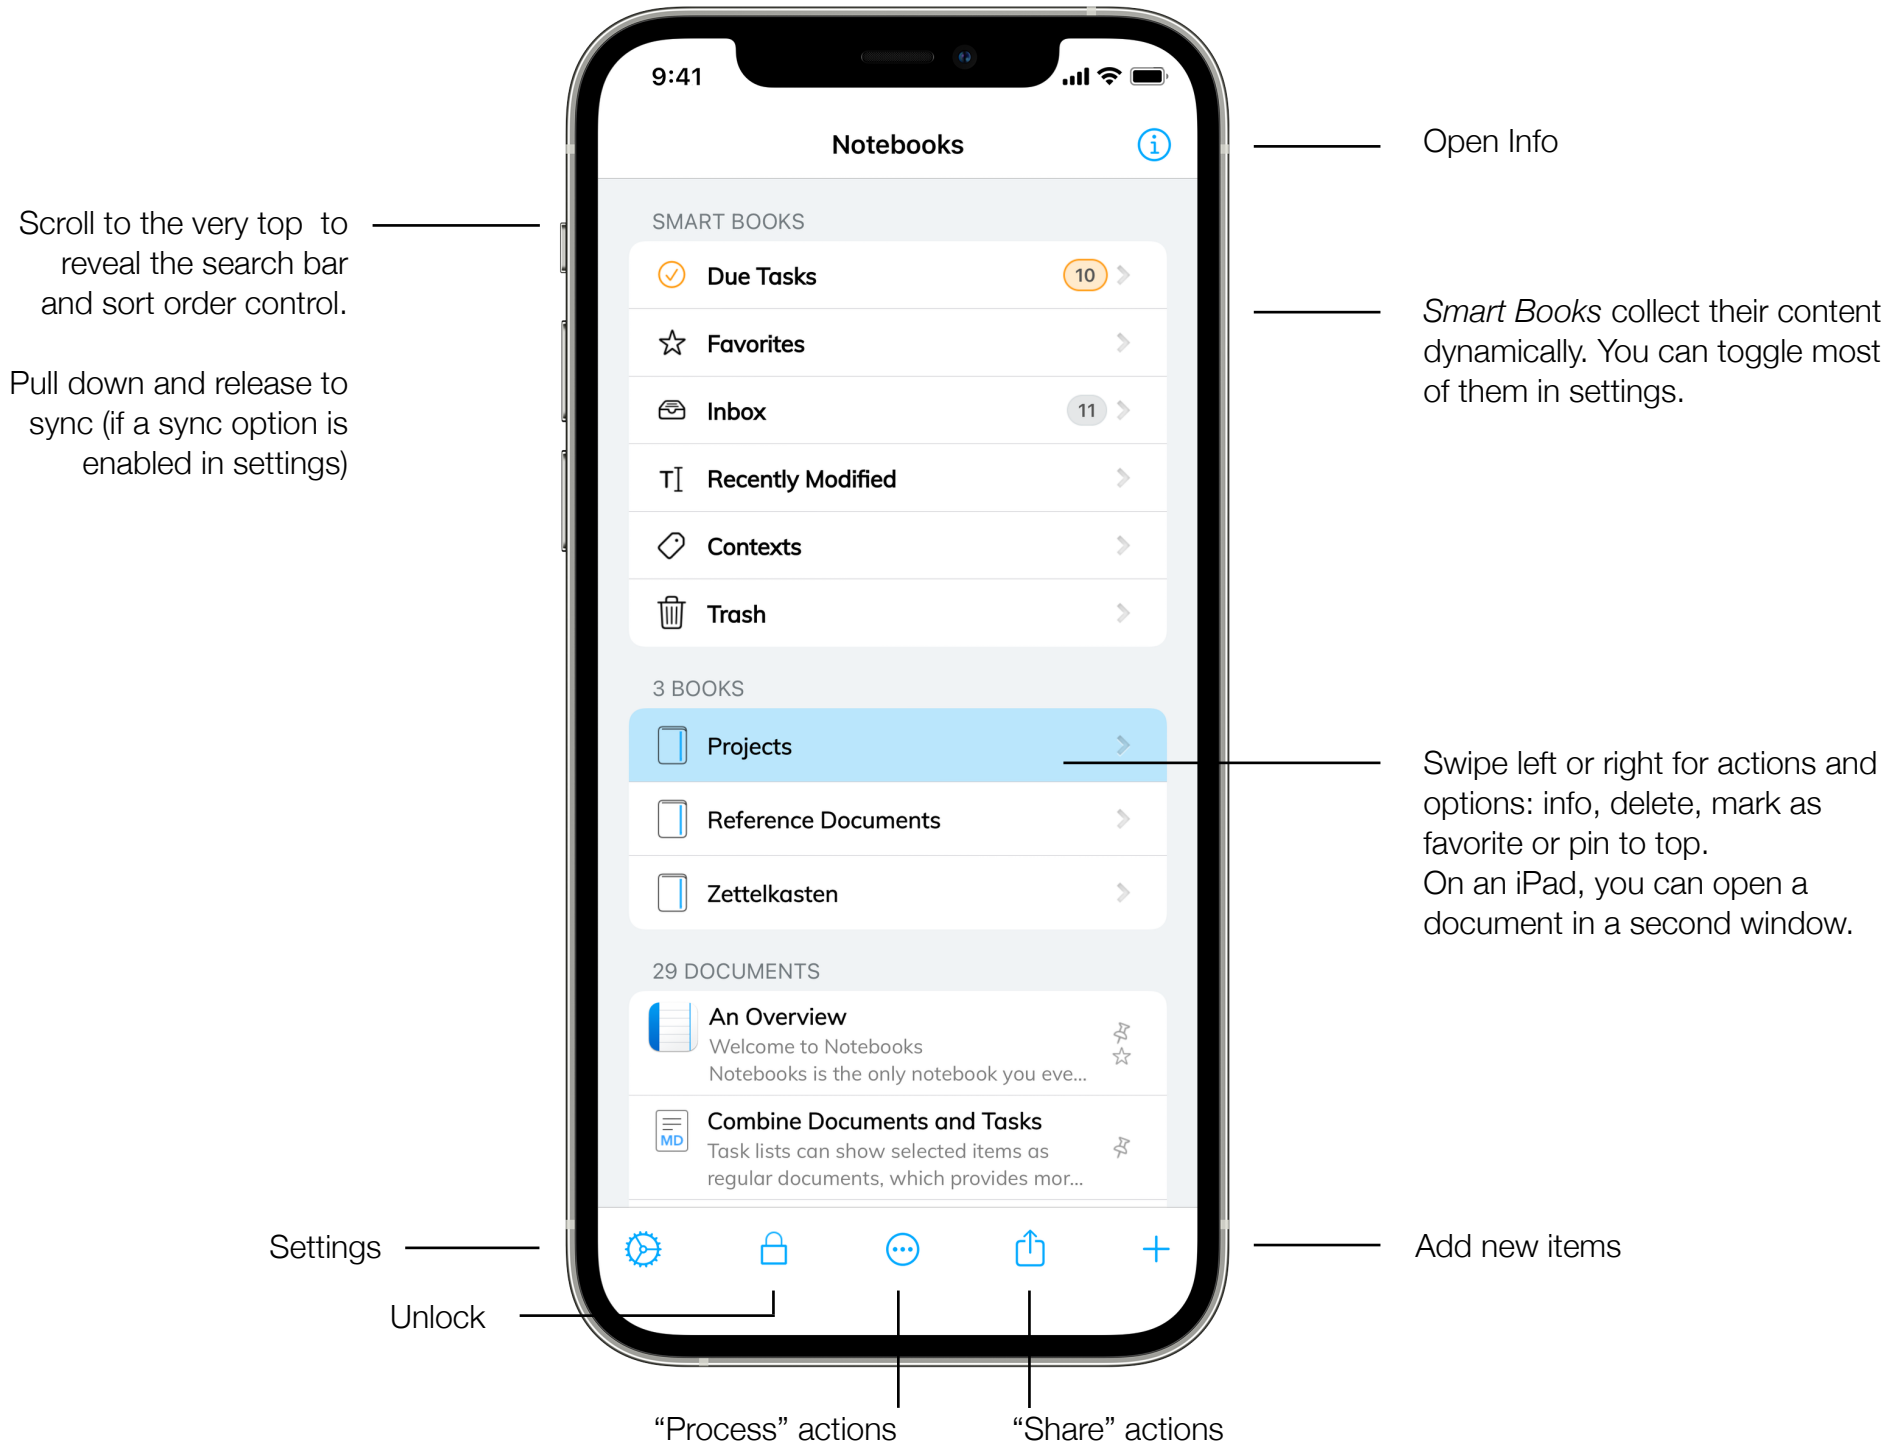 9:41
Notebooks
Open Info
Scroll to the very top to
reveal the search bar
and sort order control.
Pull down and release to
sync (if a sync option is
enabled in settings)
SMART BOOKS
Due Tasks 10
Favorites
Inbox 11
Recently Modified
Contexts
Trash
Smart Books collect their content
dynamically. You can toggle most
of them in settings.
3 BOOKS
Projects
Reference Documents
Zettelkasten
Swipe left or right for actions and
options: info, delete, mark as
favorite or pin to top.
On an iPad, you can open a
document in a second window.
29 DOCUMENTS
An Overview
Welcome to Notebooks
Notebooks is the only notebook you eve...
MD
Combine Documents and Tasks
Task lists can show selected items as
regular documents, which provides mor...
Settings
Add new items
Unlock
“Process” actions
“Share” actions